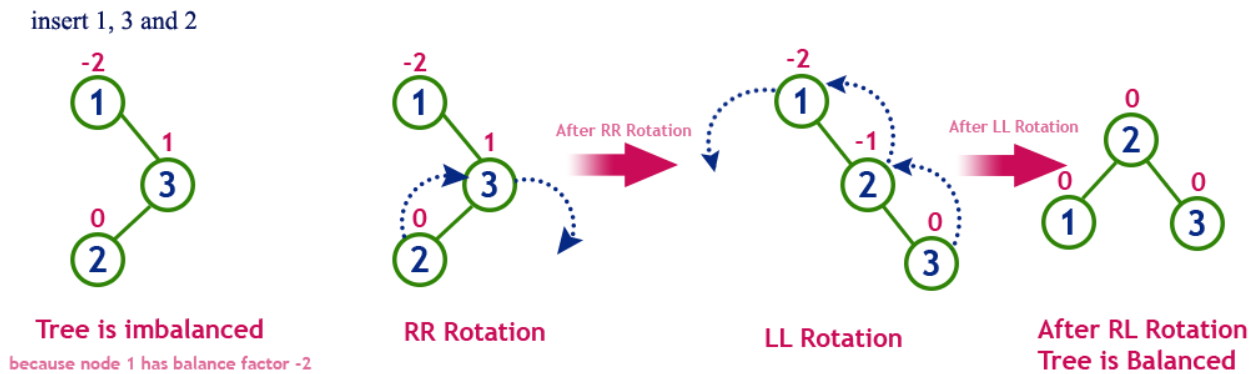 insert 1, 3 and 2
-2
1
1
3
0
2
Tree is imbalanced
because node 1 has balance factor -2
-2
1
1
3
0
2
RR Rotation
After RR Rotation
-2
1
-1
2
0
3
LL Rotation
After LL Rotation
0
2
0
1
0
3
After RL Rotation
Tree is Balanced